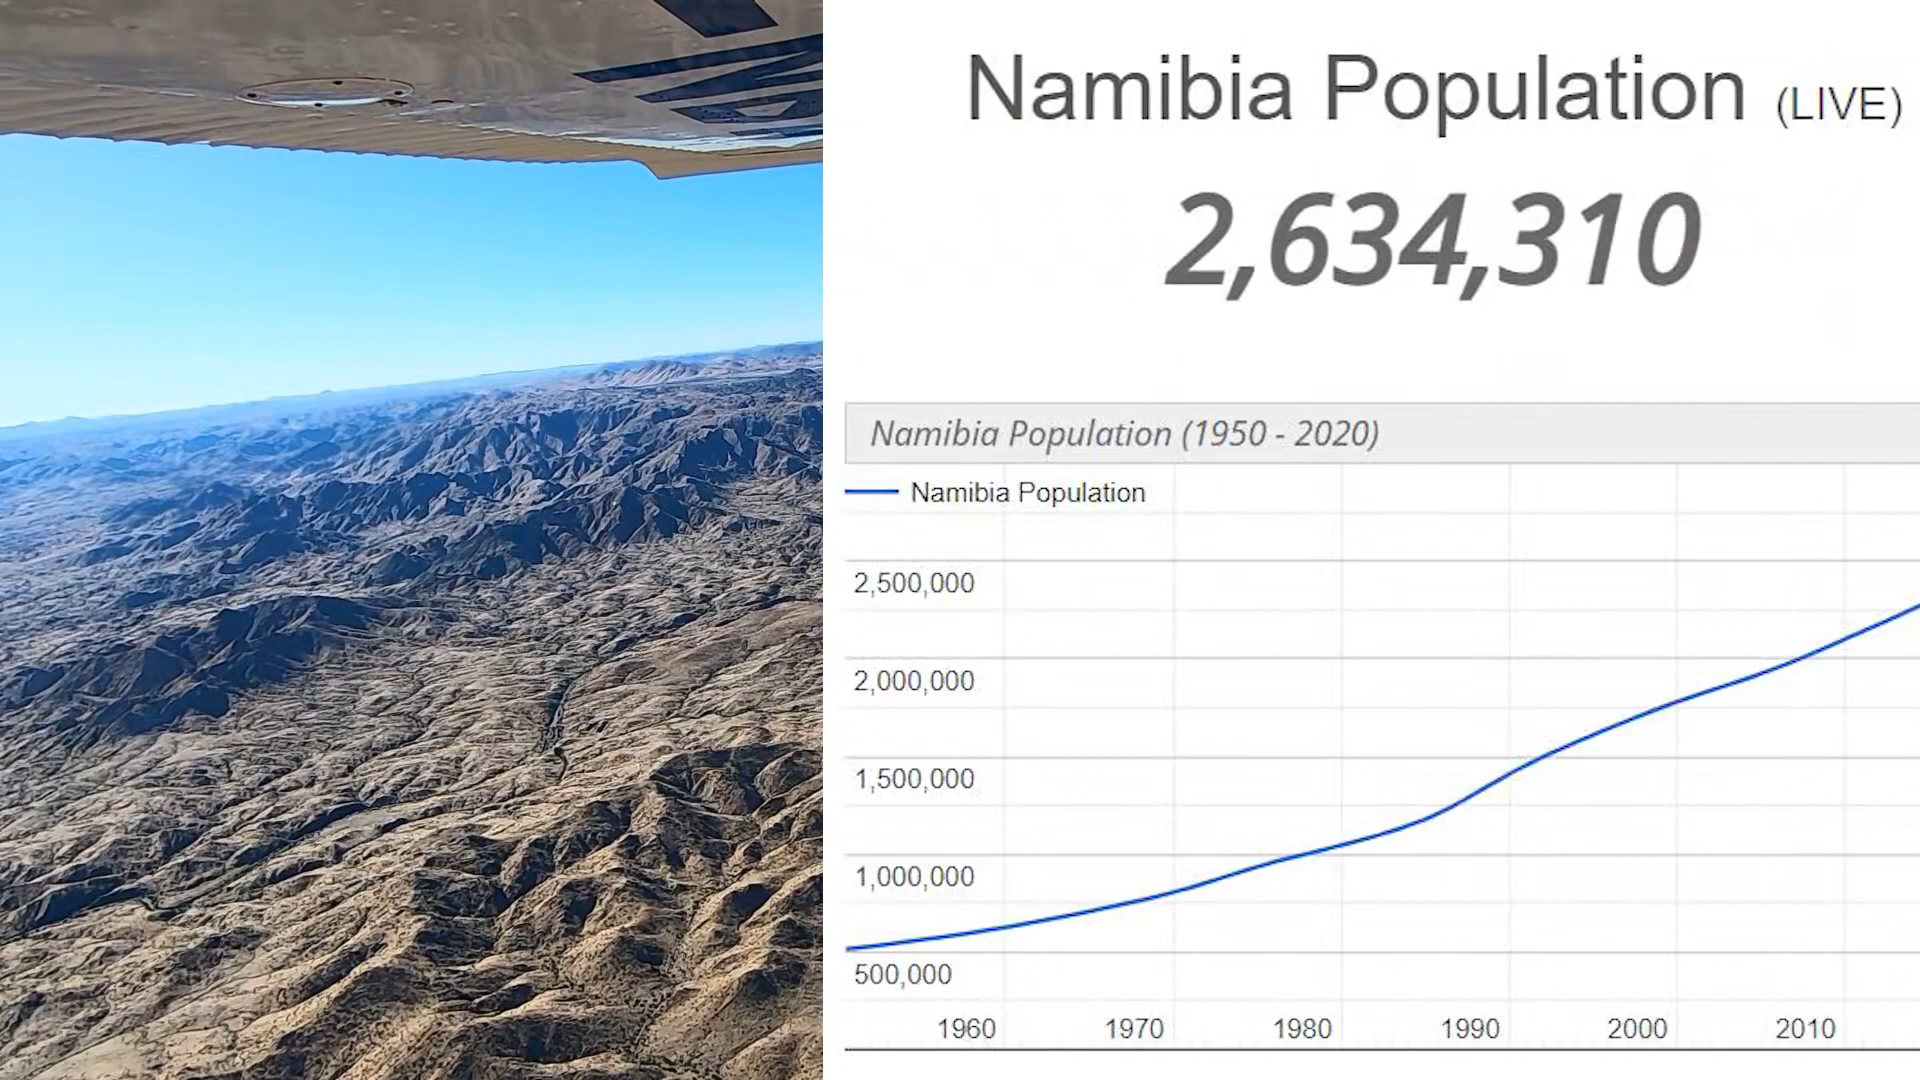 Namibia Population (LIVE)
2,634,310
Namibia Population (1950 - 2020)
Namibia Population
2,500,000
2,000,000
1,500,000
1,000,000
500,000
1960 1970 1980 1990 2000 2010